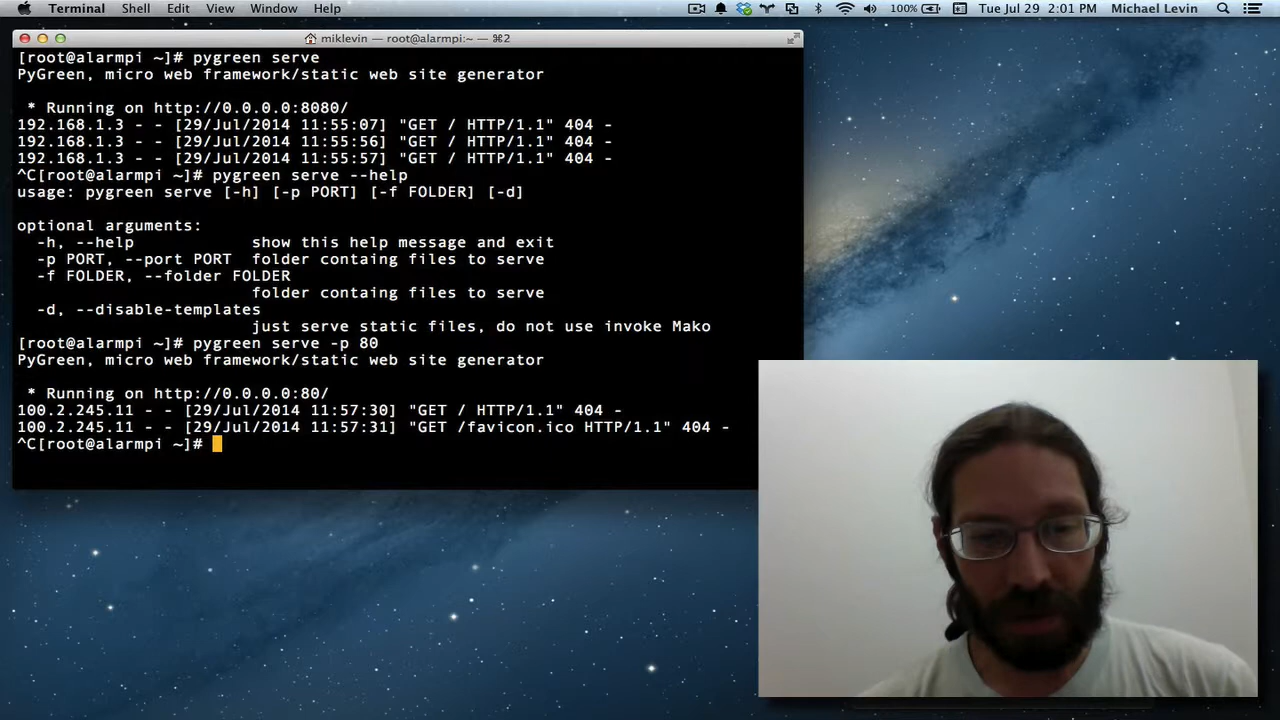 Terminal Shell Edit View Window Help 100% Tue Jul 29 2:01 PM Michael Levin
miklevin — root@alarmpi:~ — ⌘2
[root@alarmpi ~]# pygreen serve
PyGreen, micro web framework/static web site generator
* Running on http://0.0.0.0:8080/
192.168.1.3 - - [29/Jul/2014 11:55:07] "GET / HTTP/1.1" 404 -
192.168.1.3 - - [29/Jul/2014 11:55:56] "GET / HTTP/1.1" 404 -
192.168.1.3 - - [29/Jul/2014 11:55:57] "GET / HTTP/1.1" 404 -
^C[root@alarmpi ~]# pygreen serve --help
usage: pygreen serve [-h] [-p PORT] [-f FOLDER] [-d]
optional arguments:
-h, --help show this help message and exit
-p PORT, --port PORT folder containg files to serve
-f FOLDER, --folder FOLDER
folder containg files to serve
-d, --disable-templates
just serve static files, do not use invoke Mako
[root@alarmpi ~]# pygreen serve -p 80
PyGreen, micro web framework/static web site generator
* Running on http://0.0.0.0:80/
100.2.245.11 - - [29/Jul/2014 11:57:30] "GET / HTTP/1.1" 404 -
100.2.245.11 - - [29/Jul/2014 11:57:31] "GET /favicon.ico HTTP/1.1" 404 -
^C[root@alarmpi ~]#